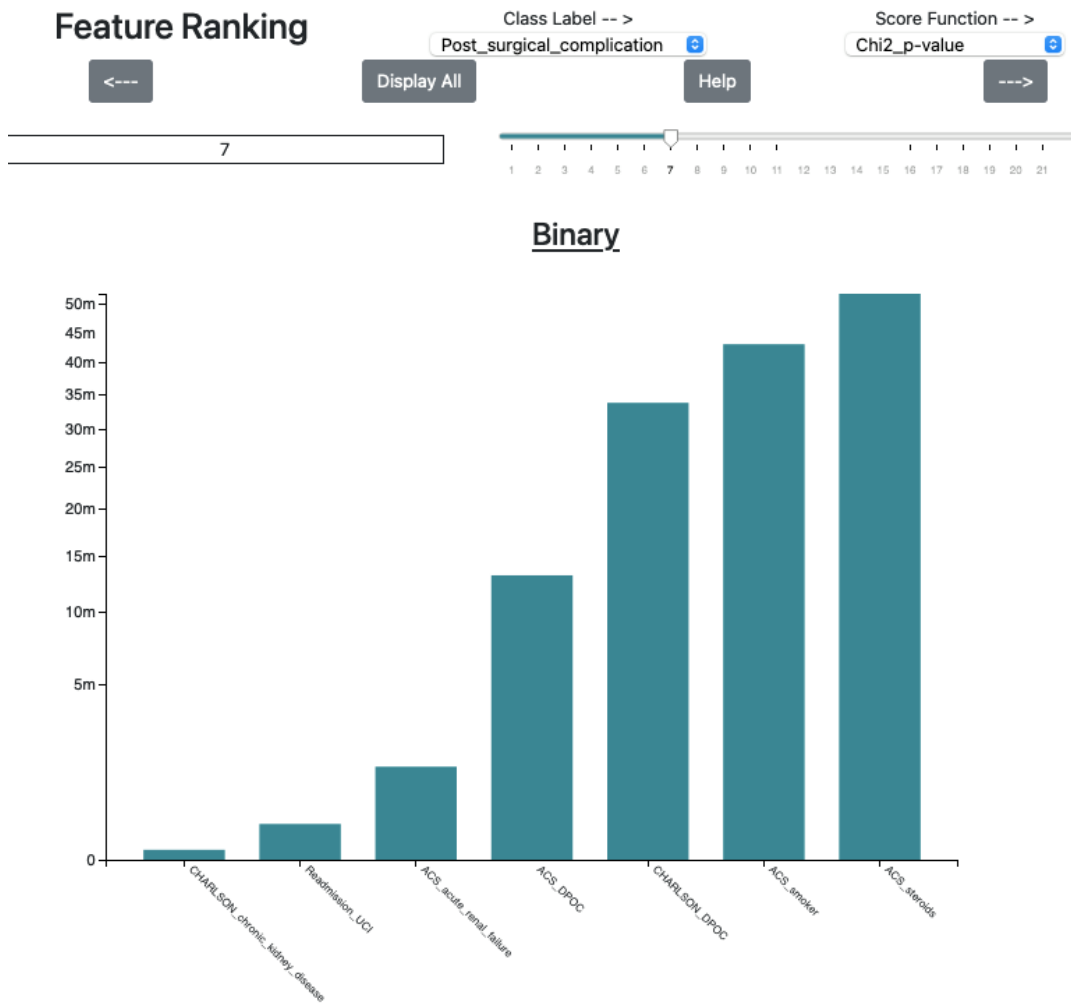 Feature Ranking
Class Label -- >
Score Function -- >
Post_surgical_complication
Chi2_p-value
<---
Display All
Help
--->
7
1 2 3 4 5 6 7 8 9 10 11 12 13 14 15 16 17 18 19 20 21
Binary
50m
45m
40m
35m
30m
25m
20m
15m
10m
5m
0
CHARLSON_chronic_kidney_disease
Readmission_UCI
ACS_acute_renal_failure
ACS_DPOC
CHARLSON_DPOC
ACS_smoker
ACS_steroids